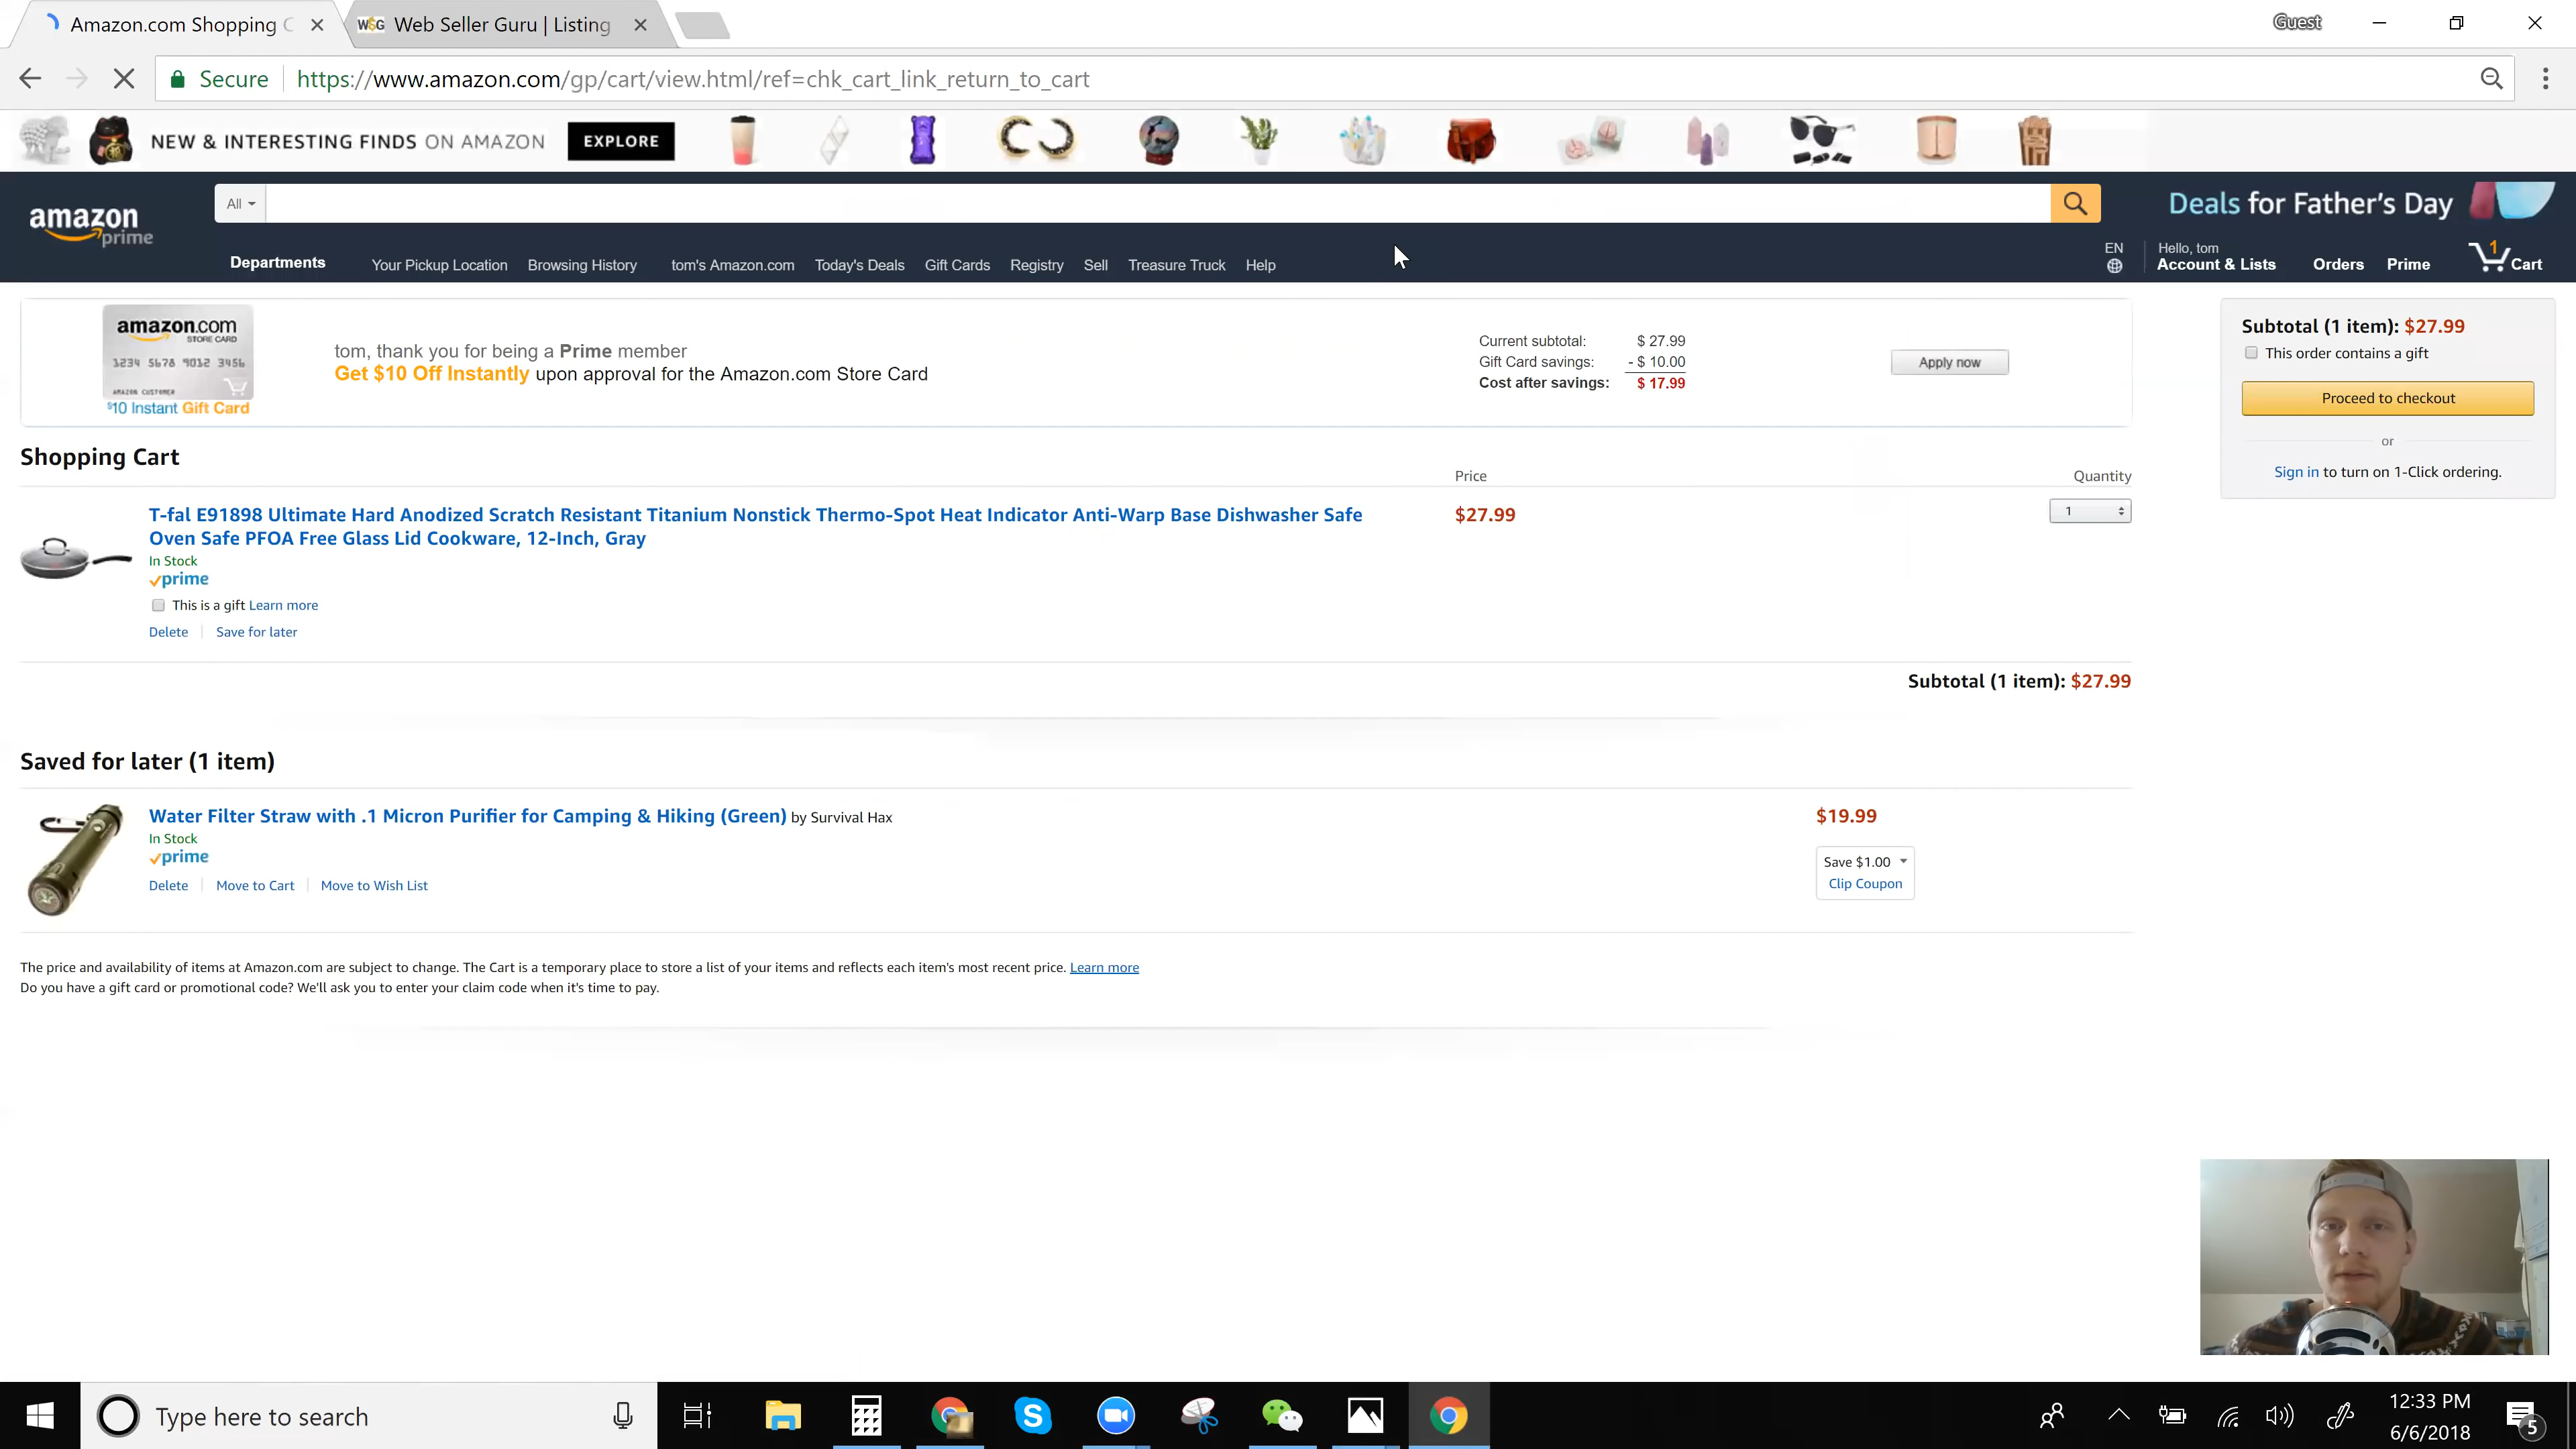 Amazon.com Shopping C
W$G Web Seller Guru | Listing
Guest
Secure https://www.amazon.com/gp/cart/view.html/ref=chk_cart_link_return_to_cart
NEW & INTERESTING FINDS ON AMAZON EXPLORE
amazon prime
All
Deals for Father's Day
Departments Your Pickup Location Browsing History tom's Amazon.com Today's Deals Gift Cards Registry Sell Treasure Truck Help
EN
Hello, tom
Account & Lists Orders Prime 1 Cart
amazon.com
STORE CARD
1234 5678 9012 3456
AMAZON CUSTOMER
$10 Instant Gift Card
tom, thank you for being a Prime member
Get $10 Off Instantly upon approval for the Amazon.com Store Card
Current subtotal: $ 27.99
Gift Card savings: - $ 10.00
Cost after savings: $ 17.99
Apply now
Subtotal (1 item): $27.99
This order contains a gift
Proceed to checkout
or
Sign in to turn on 1-Click ordering.
Shopping Cart
Price Quantity
T-fal E91898 Ultimate Hard Anodized Scratch Resistant Titanium Nonstick Thermo-Spot Heat Indicator Anti-Warp Base Dishwasher Safe
Oven Safe PFOA Free Glass Lid Cookware, 12-Inch, Gray
$27.99
1
In Stock
prime
This is a gift Learn more
Delete Save for later
Subtotal (1 item): $27.99
Saved for later (1 item)
Water Filter Straw with .1 Micron Purifier for Camping & Hiking (Green) by Survival Hax
$19.99
In Stock
prime
Save $1.00
Clip Coupon
Delete Move to Cart Move to Wish List
The price and availability of items at Amazon.com are subject to change. The Cart is a temporary place to store a list of your items and reflects each item's most recent price. Learn more
Do you have a gift card or promotional code? We'll ask you to enter your claim code when it's time to pay.
Type here to search
12:33 PM
6/6/2018
5